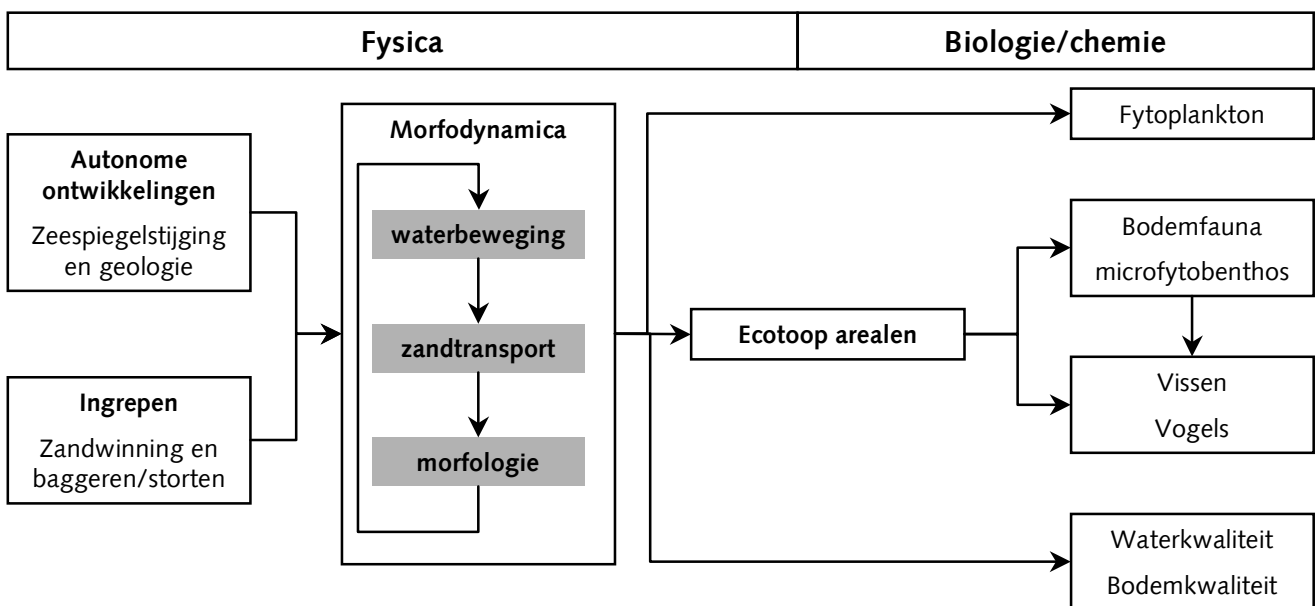 Fysica
Biologie/chemie
Autonome
ontwikkelingen
Zeespiegelstijging
en geologie
Ingrepen
Zandwinning en
baggeren/storten
Morfodynamica
waterbeweging
zandtransport
morfologie
Ecotoop arealen
Fytoplankton
Bodemfauna
microfytobenthos
Vissen
Vogels
Waterkwaliteit
Bodemkwaliteit